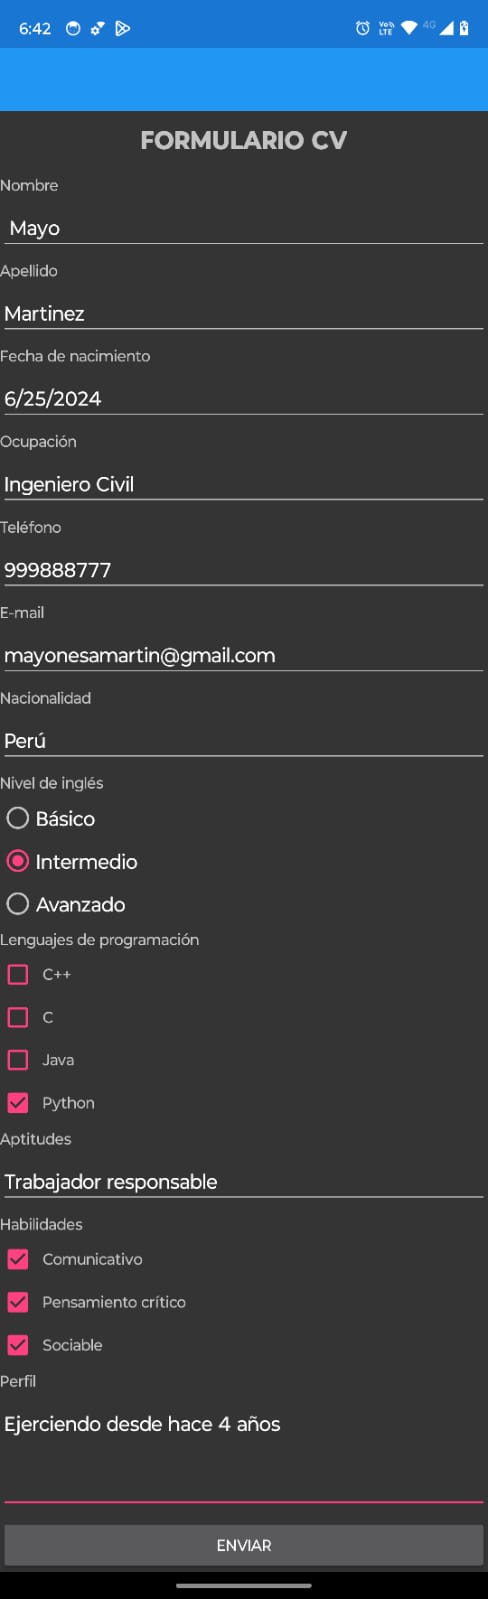 6:42 4G
FORMULARIO CV
Nombre
Mayo
Apellido
Martinez
Fecha de nacimiento
6/25/2024
Ocupación
Ingeniero Civil
Teléfono
999888777
E-mail
mayonesamartin@gmail.com
Nacionalidad
Perú
Nivel de inglés
Básico
Intermedio
Avanzado
Lenguajes de programación
C++
C
Java
Python
Aptitudes
Trabajador responsable
Habilidades
Comunicativo
Pensamiento crítico
Sociable
Perfil
Ejerciendo desde hace 4 años
ENVIAR